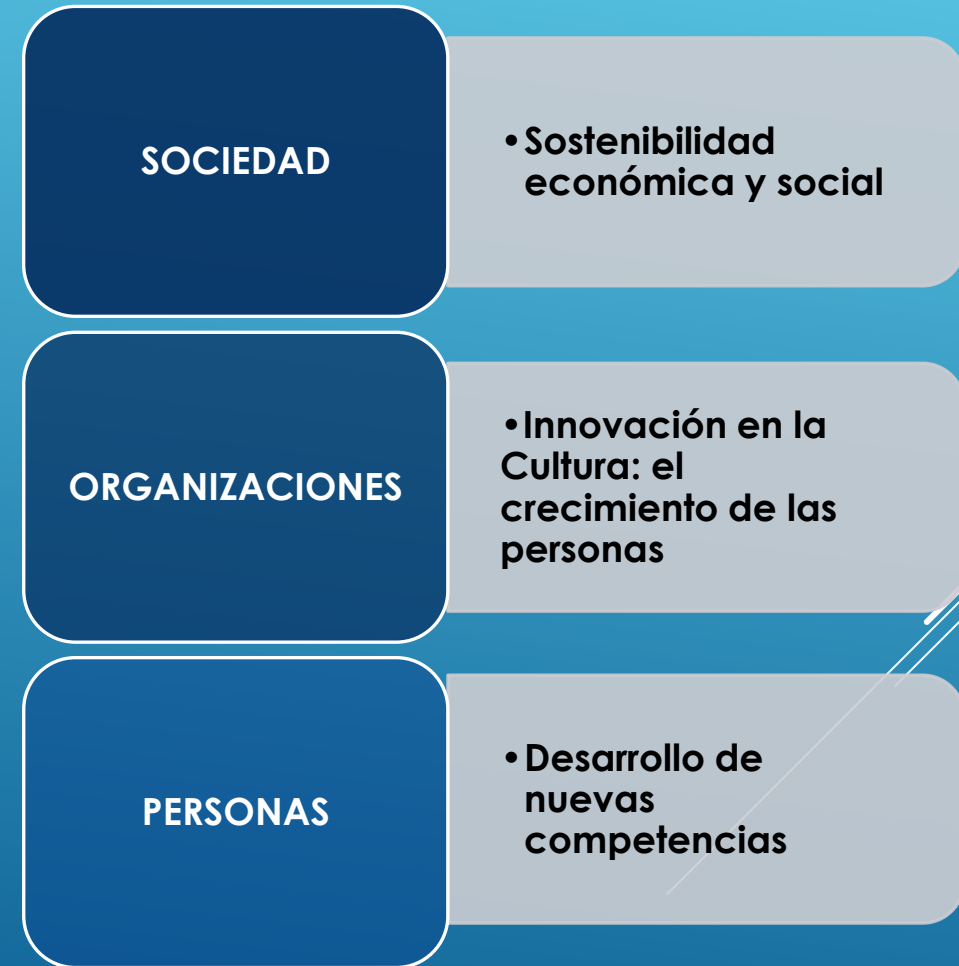 SOCIEDAD
•Sostenibilidad
económica y social
ORGANIZACIONES
•Innovación en la
Cultura: el
crecimiento de las
personas
PERSONAS
•Desarrollo de
nuevas
competencias